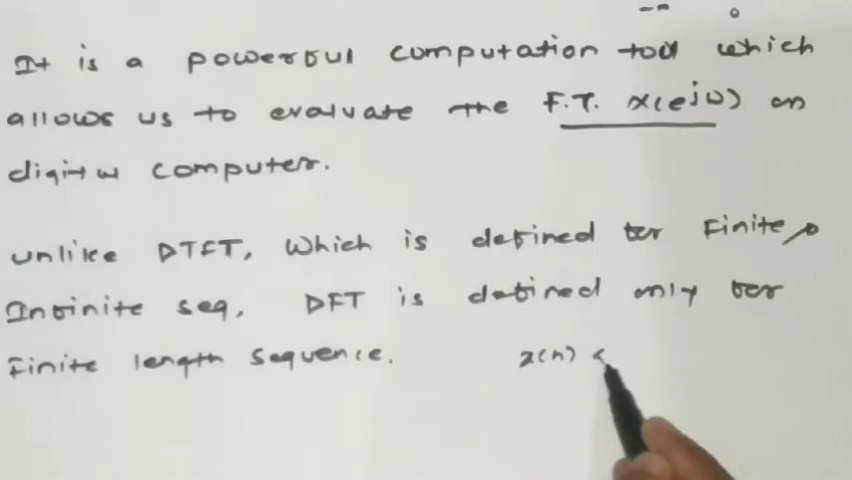 It is a powerful computation tool which
allows us to evaluate the F.T. x(e^jω) on
digital computer.
unlike DTFT, which is defined for Finite &
Infinite seq, DFT is defined only for
Finite length sequence. x(n) <